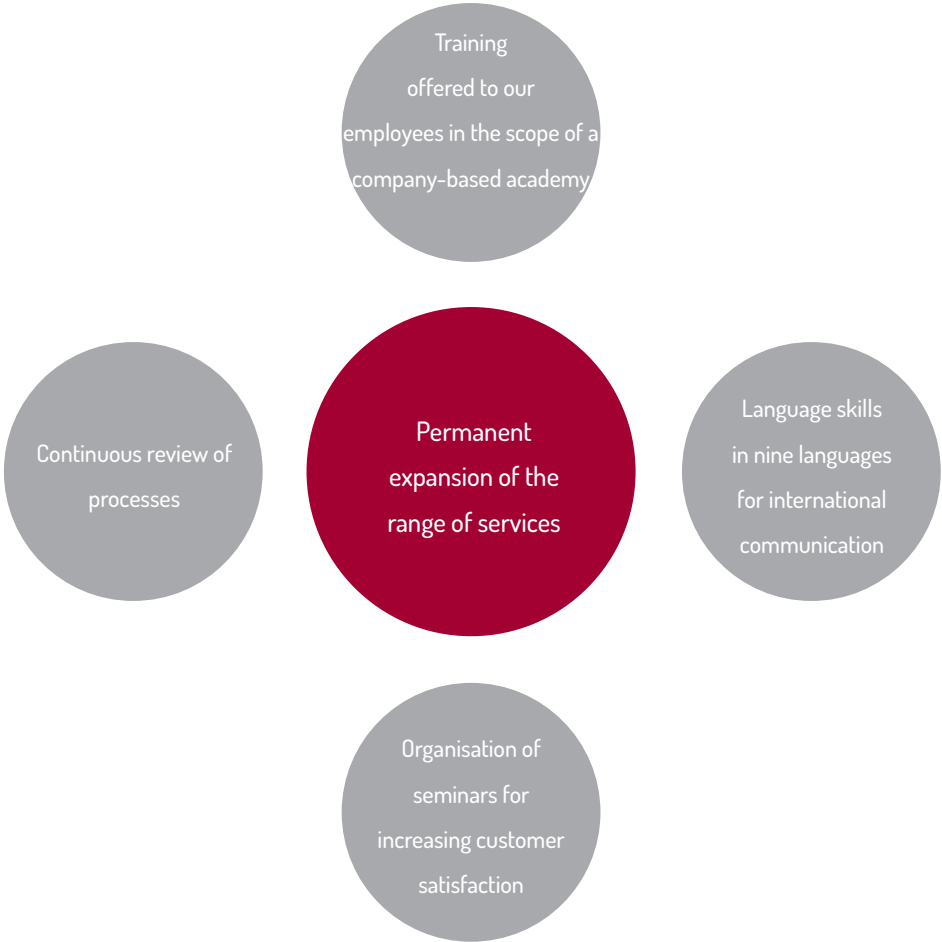 Training
offered to our
employees in the scope of a
company-based academy
Continuous review of
processes
Permanent
expansion of the
range of services
Language skills
in nine languages
for international
communication
Organisation of
seminars for
increasing customer
satisfaction